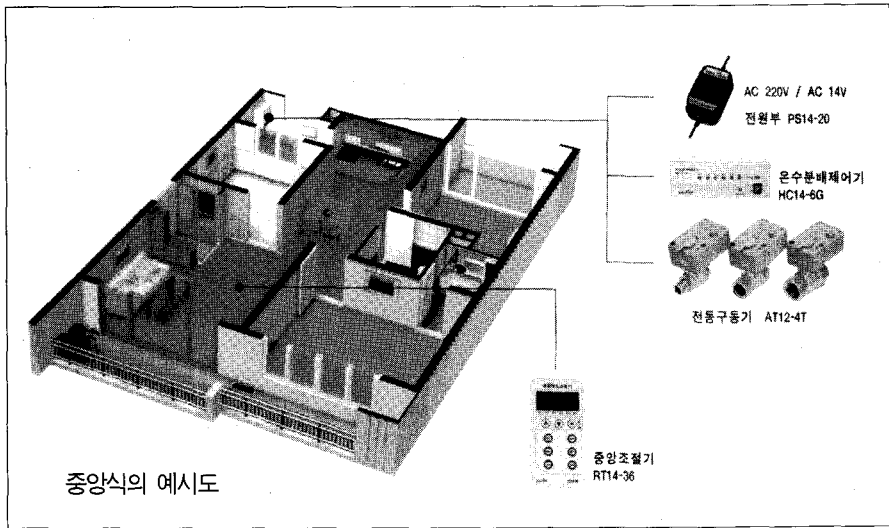 AC 220V / AC 14V
전원부 PS14-20
온수분배제어기
HC14-6G
전동구동기 AT12-4T
중앙조절기
RT14-36
중앙식의 예시도